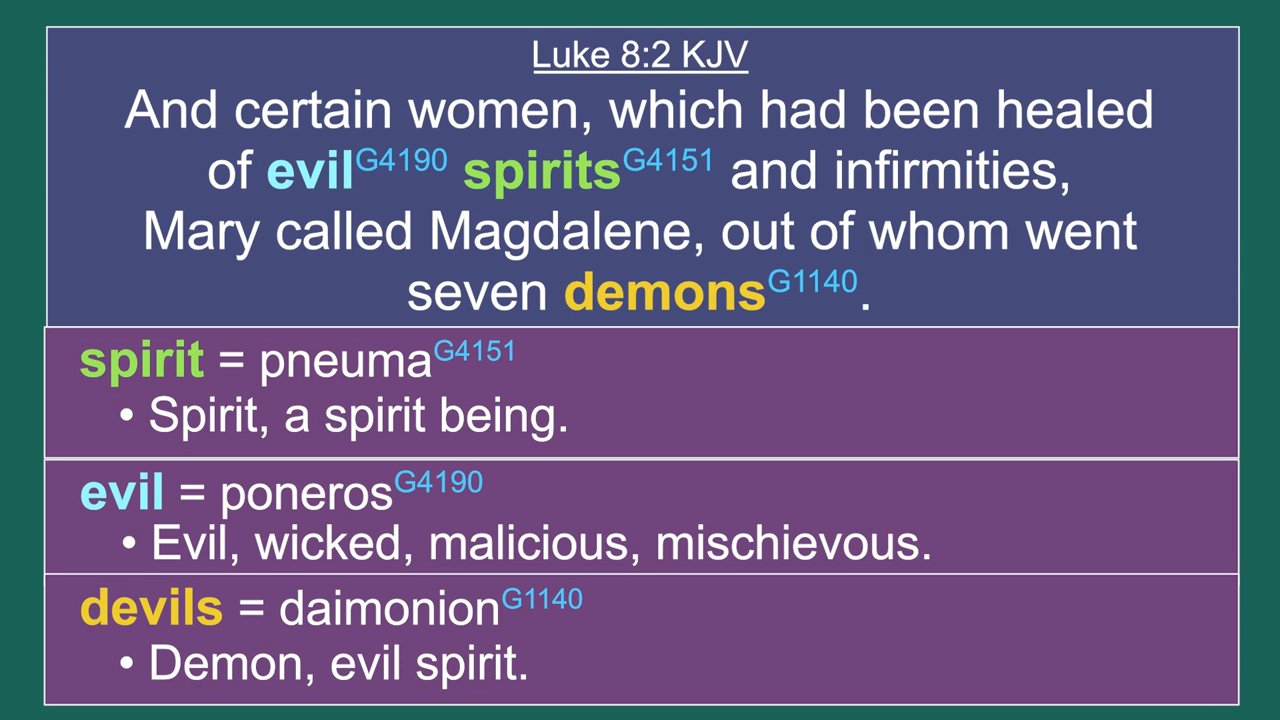 Luke 8:2 KJV
And certain women, which had been healed
of evilG4190 spiritsG4151 and infirmities,
Mary called Magdalene, out of whom went
seven demonsG1140.
spirit = pneumaG4151
• Spirit, a spirit being.
evil = ponerosG4190
• Evil, wicked, malicious, mischievous.
devils = daimonionG1140
• Demon, evil spirit.